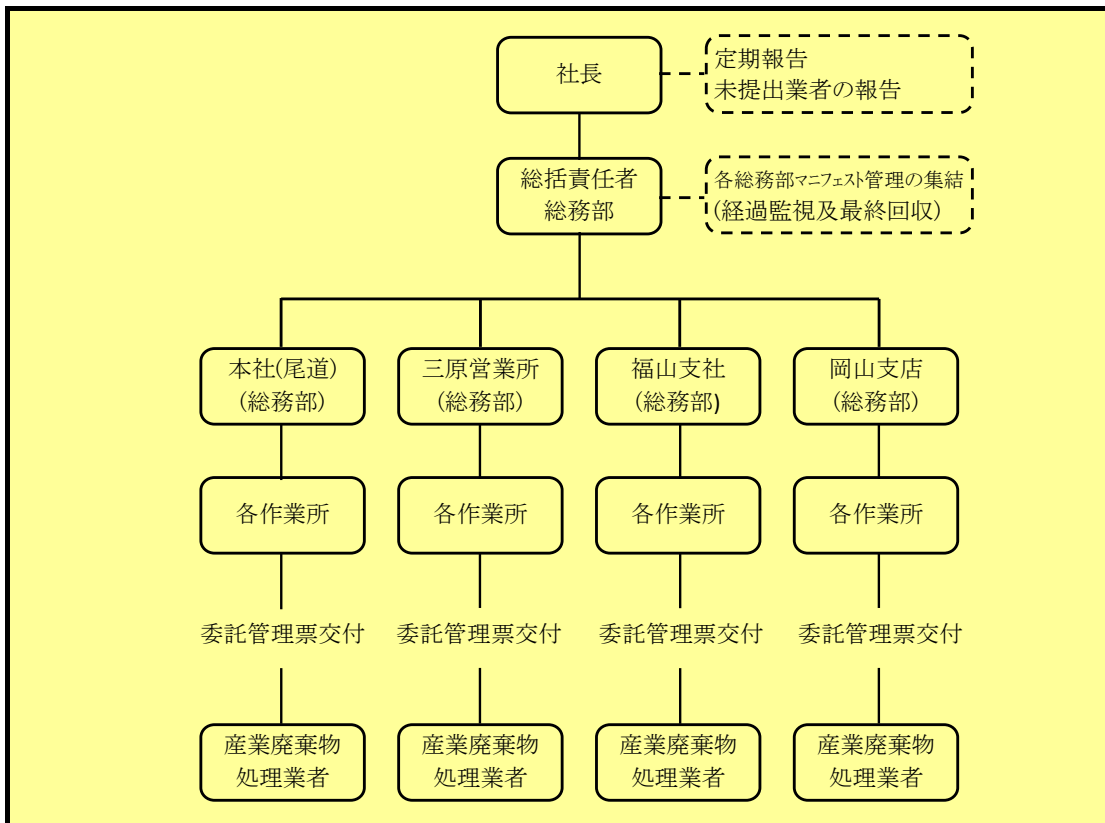 社長
定期報告
未提出業者の報告
総括責任者
総務部
各総務部マニフェスト管理の集結
(経過監視及最終回収)
本社(尾道)
(総務部)
三原営業所
(総務部)
福山支社
(総務部)
岡山支店
(総務部)
各作業所
各作業所
各作業所
各作業所
委託管理票交付
委託管理票交付
委託管理票交付
委託管理票交付
産業廃棄物
処理業者
産業廃棄物
処理業者
産業廃棄物
処理業者
産業廃棄物
処理業者